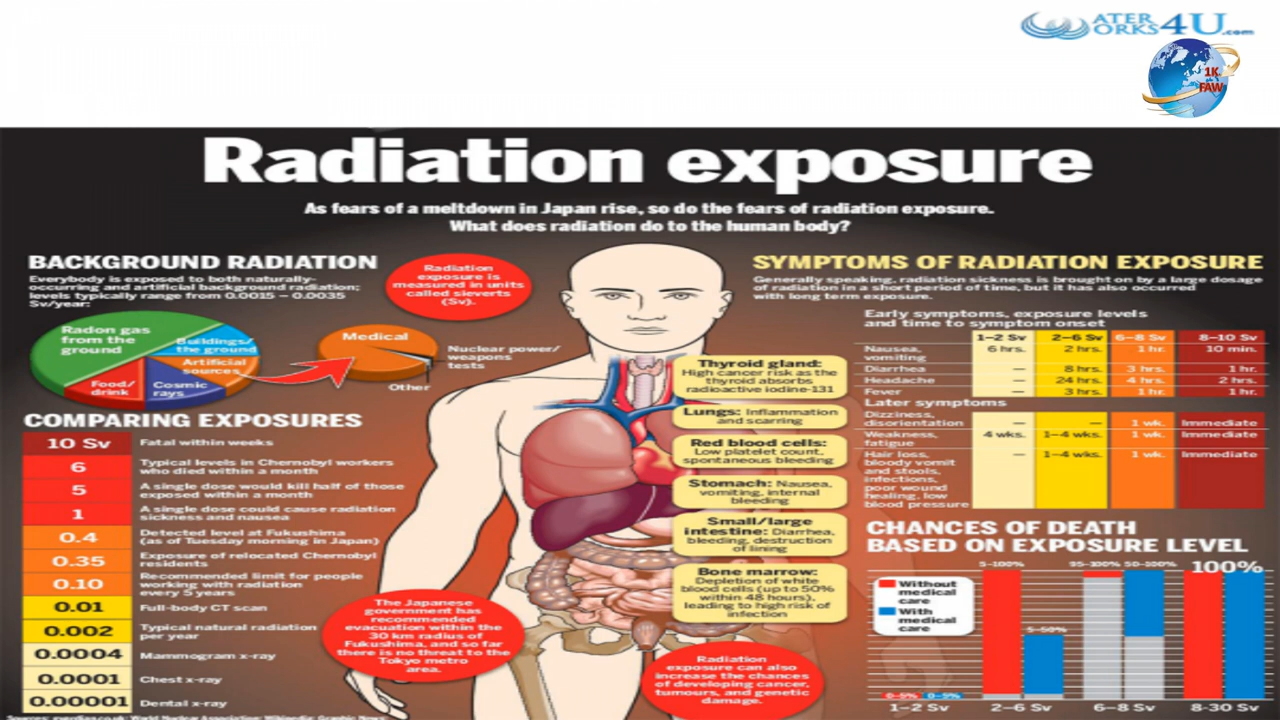 ATER
ORKS4U.com
1K
FAW
Radiation exposure
As fears of a meltdown in Japan rise, so do the fears of radiation exposure.
What does radiation do to the human body?
BACKGROUND RADIATION
Everybody is exposed to both naturally-
occurring and artificial background radiation;
levels typically range from 0.0015 – 0.0035
Sv/year:
Radon gas
from the
ground
Buildings/
the ground
Artificial
sources
Food/
drink
Cosmic
rays
Medical
Nuclear power/
weapons
tests
Other
Radiation
exposure is
measured in units
called sieverts
(Sv).
COMPARING EXPOSURES
10 Sv Fatal within weeks
6 Typical levels in Chernobyl workers
who died within a month
5 A single dose would kill half of those
exposed within a month
1 A single dose could cause radiation
sickness and nausea
0.4 Detected level at Fukushima
(as of Tuesday morning in Japan)
0.35 Exposure of relocated Chernobyl
residents
0.10 Recommended limit for people
working with radiation
every 5 years
0.01 Full-body CT scan
0.002 Typical natural radiation
per year
0.0004 Mammogram x-ray
0.0001 Chest x-ray
0.00001 Dental x-ray
The Japanese
government has
recommended
evacuation within the
30 km radius of
Fukushima, and so far
there is no threat to the
Tokyo metro
area.
Thyroid gland:
High cancer risk as the
thyroid absorbs
radioactive iodine-131
Lungs: Inflammation
and scarring
Red blood cells:
Low platelet count,
spontaneous bleeding
Stomach: Nausea,
vomiting, internal
bleeding
Small/large
intestine: Diarrhea,
bleeding, destruction
of lining
Bone marrow:
Depletion of white
blood cells (up to 50%
within 48 hours),
leading to high risk of
infection
Radiation
exposure can also
increase the chances
of developing cancer,
tumours, and genetic
damage.
SYMPTOMS OF RADIATION EXPOSURE
Generally speaking, radiation sickness is brought on by a large dosage
of radiation in a short period of time, but it has also occurred
with long term exposure.
Early symptoms, exposure levels
and time to symptom onset
1–2 Sv 2–6 Sv 6–8 Sv 8–10 Sv
Nausea,
vomiting 6 hrs. 2 hrs. 1 hr. 10 min.
Diarrhea — 8 hrs. 3 hrs. 1 hr.
Headache — 24 hrs. 4 hrs. 2 hrs.
Fever — 3 hrs. 1 hr. 1 hr.
Later symptoms
Dizziness,
disorientation — — 1 wk. Immediate
Weakness,
fatigue 4 wks. 1–4 wks. 1 wk. Immediate
Hair loss,
bloody vomit
and stools,
infections,
poor wound
healing, low
blood pressure — 1–4 wks. 1 wk. Immediate
CHANCES OF DEATH
BASED ON EXPOSURE LEVEL
5–100% 95–100% 50–100% 100%
Without
medical
care
With
medical
care
5–50%
0–5% 0–5%
1–2 Sv 2–6 Sv 6–8 Sv 8-30 Sv